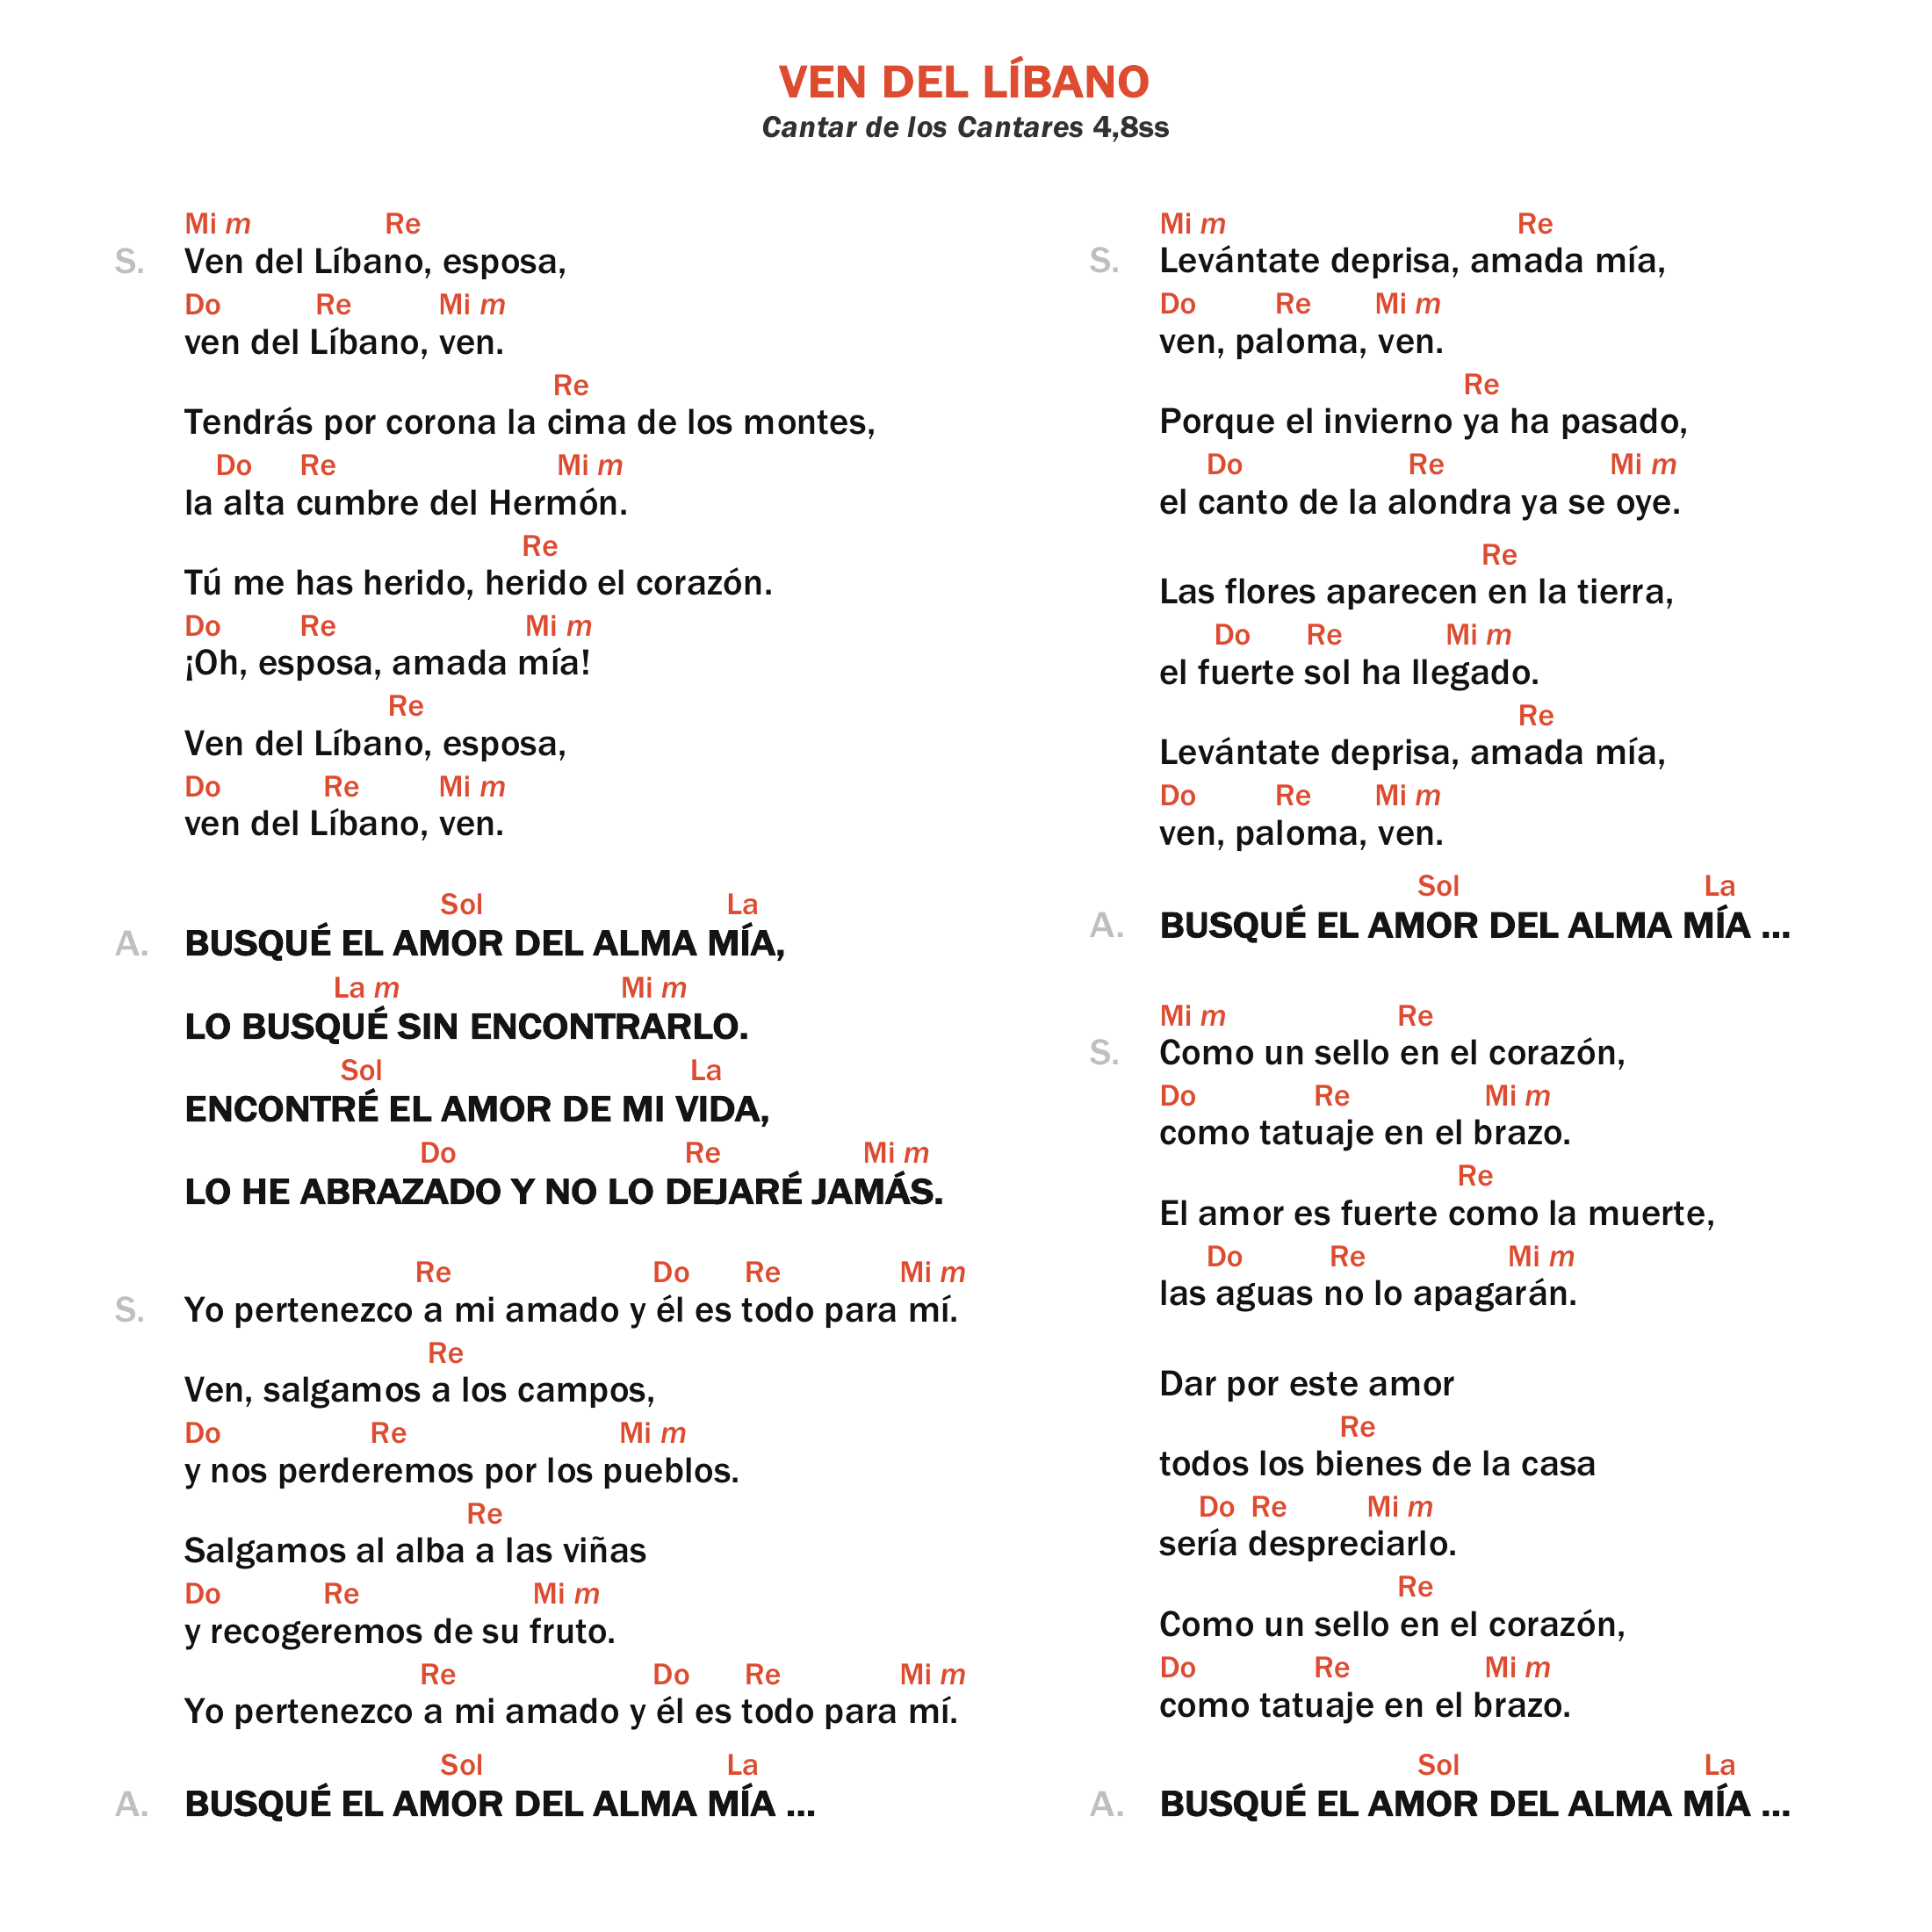 VEN DEL LÍBANO
Cantar de los Cantares 4,8ss
Mi m Re
S. Ven del Líbano, esposa,
Do Re Mi m
ven del Líbano, ven.
Re
Tendrás por corona la cima de los montes,
Do Re Mi m
la alta cumbre del Hermón.
Re
Tú me has herido, herido el corazón.
Do Re Mi m
¡Oh, esposa, amada mía!
Re
Ven del Líbano, esposa,
Do Re Mi m
ven del Líbano, ven.
Sol La
A. BUSQUÉ EL AMOR DEL ALMA MÍA,
La m Mi m
LO BUSQUÉ SIN ENCONTRARLO.
Sol La
ENCONTRÉ EL AMOR DE MI VIDA,
Do Re Mi m
LO HE ABRAZADO Y NO LO DEJARÉ JAMÁS.
Re Do Re Mi m
S. Yo pertenezco a mi amado y él es todo para mí.
Re
Ven, salgamos a los campos,
Do Re Mi m
y nos perderemos por los pueblos.
Re
Salgamos al alba a las viñas
Do Re Mi m
y recogeremos de su fruto.
Re Do Re Mi m
Yo pertenezco a mi amado y él es todo para mí.
Sol La
A. BUSQUÉ EL AMOR DEL ALMA MÍA ...
Mi m Re
S. Levántate deprisa, amada mía,
Do Re Mi m
ven, paloma, ven.
Re
Porque el invierno ya ha pasado,
Do Re Mi m
el canto de la alondra ya se oye.
Re
Las flores aparecen en la tierra,
Do Re Mi m
el fuerte sol ha llegado.
Re
Levántate deprisa, amada mía,
Do Re Mi m
ven, paloma, ven.
Sol La
A. BUSQUÉ EL AMOR DEL ALMA MÍA ...
Mi m Re
S. Como un sello en el corazón,
Do Re Mi m
como tatuaje en el brazo.
Re
El amor es fuerte como la muerte,
Do Re Mi m
las aguas no lo apagarán.
Dar por este amor
Re
todos los bienes de la casa
Do Re Mi m
sería despreciarlo.
Re
Como un sello en el corazón,
Do Re Mi m
como tatuaje en el brazo.
Sol La
A. BUSQUÉ EL AMOR DEL ALMA MÍA ...